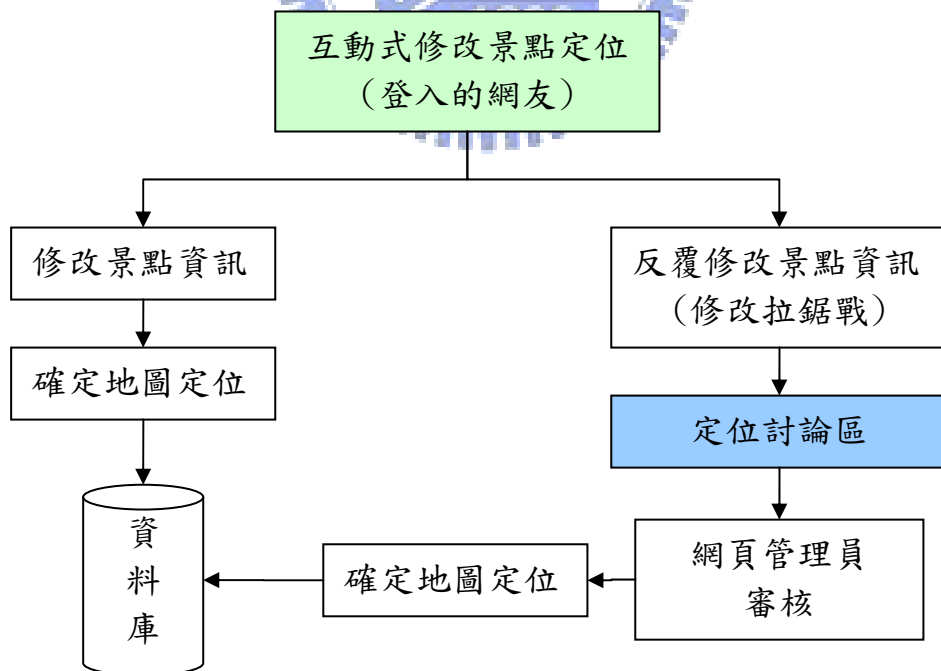 互動式修改景點定位
（登入的網友）
修改景點資訊
反覆修改景點資訊
（修改拉鋸戰）
確定地圖定位
定位討論區
資
料
庫
確定地圖定位
網頁管理員
審核